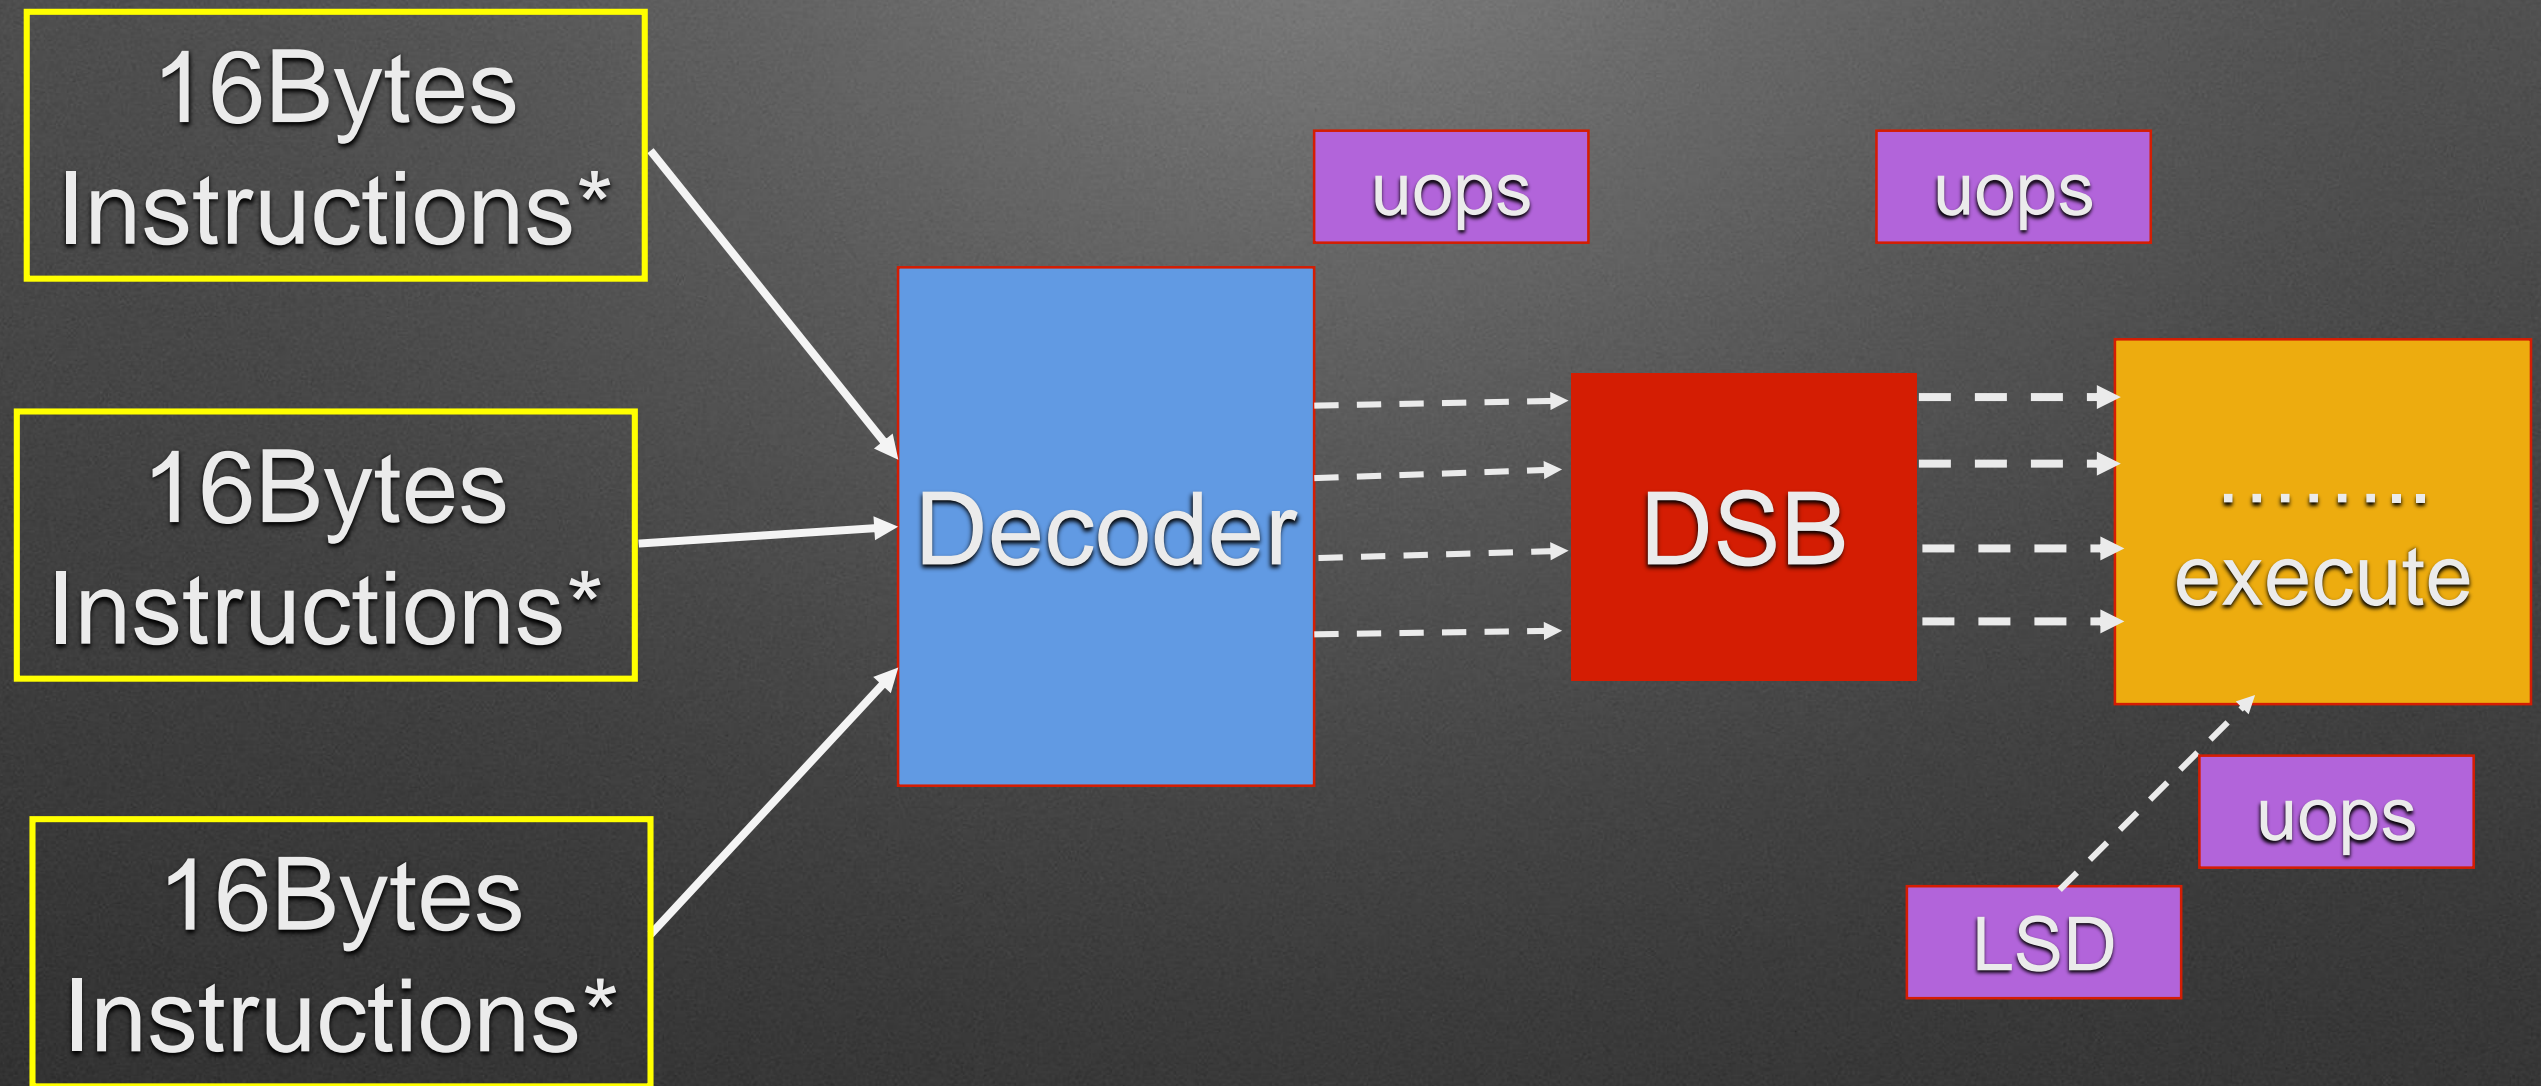 16Bytes
Instructions*
16Bytes
Instructions*
16Bytes
Instructions*
Decoder
uops
DSB
uops
........
execute
uops
LSD